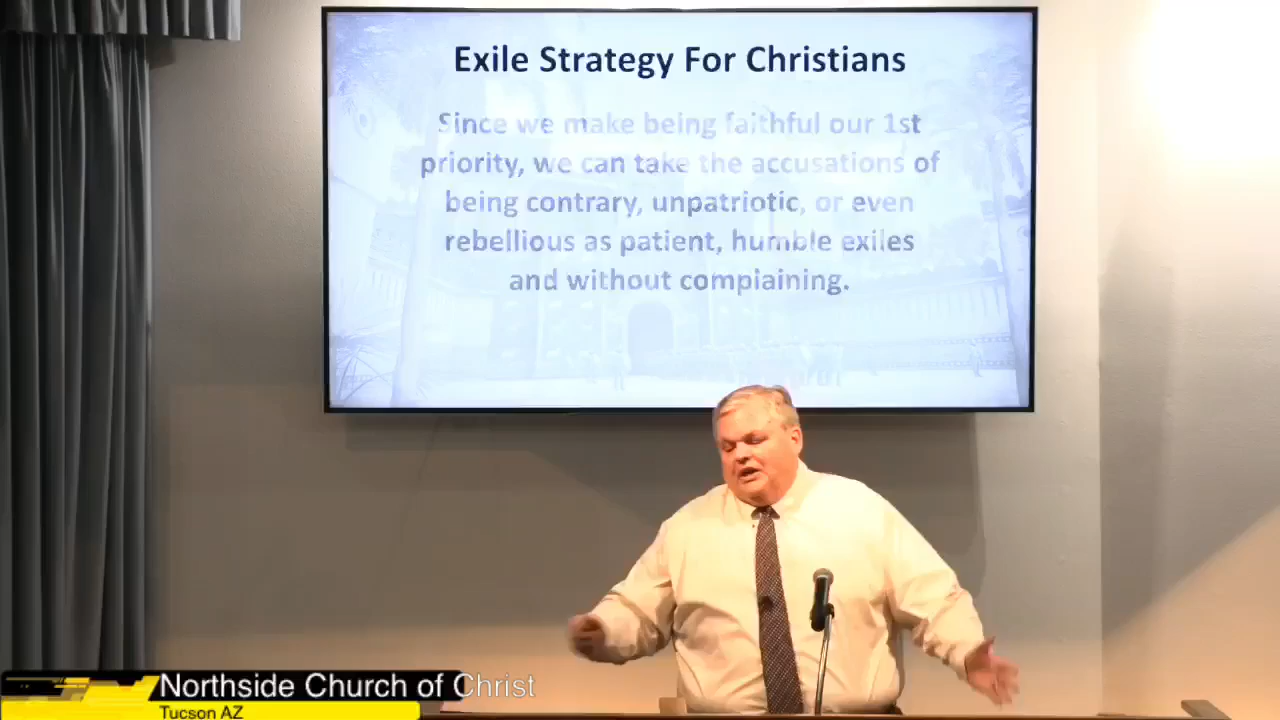 Exile Strategy For Christians
Since we make being faithful our 1st
priority, we can take the accusations of
being contrary, unpatriotic, or even
rebellious as patient, humble exiles
and without complaining.
Northside Church of Christ
Tucson AZ